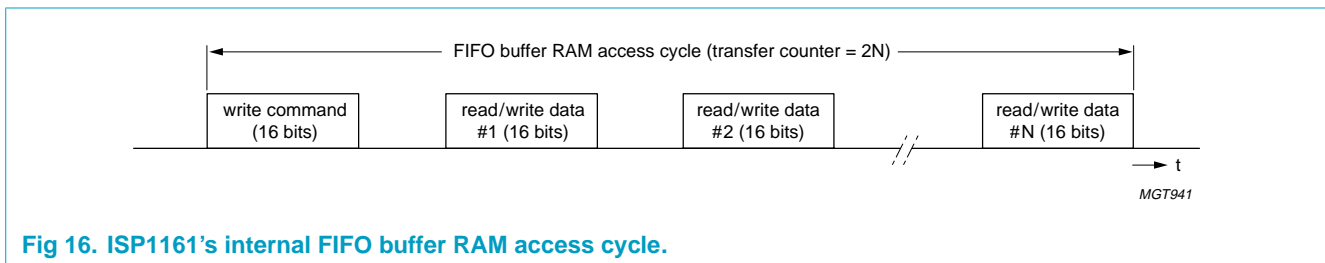 FIFO buffer RAM access cycle (transfer counter = 2N)
write command
(16 bits)
read/write data
#1 (16 bits)
read/write data
#2 (16 bits)
read/write data
#N (16 bits)
t
MGT941
Fig 16. ISP1161’s internal FIFO buffer RAM access cycle.